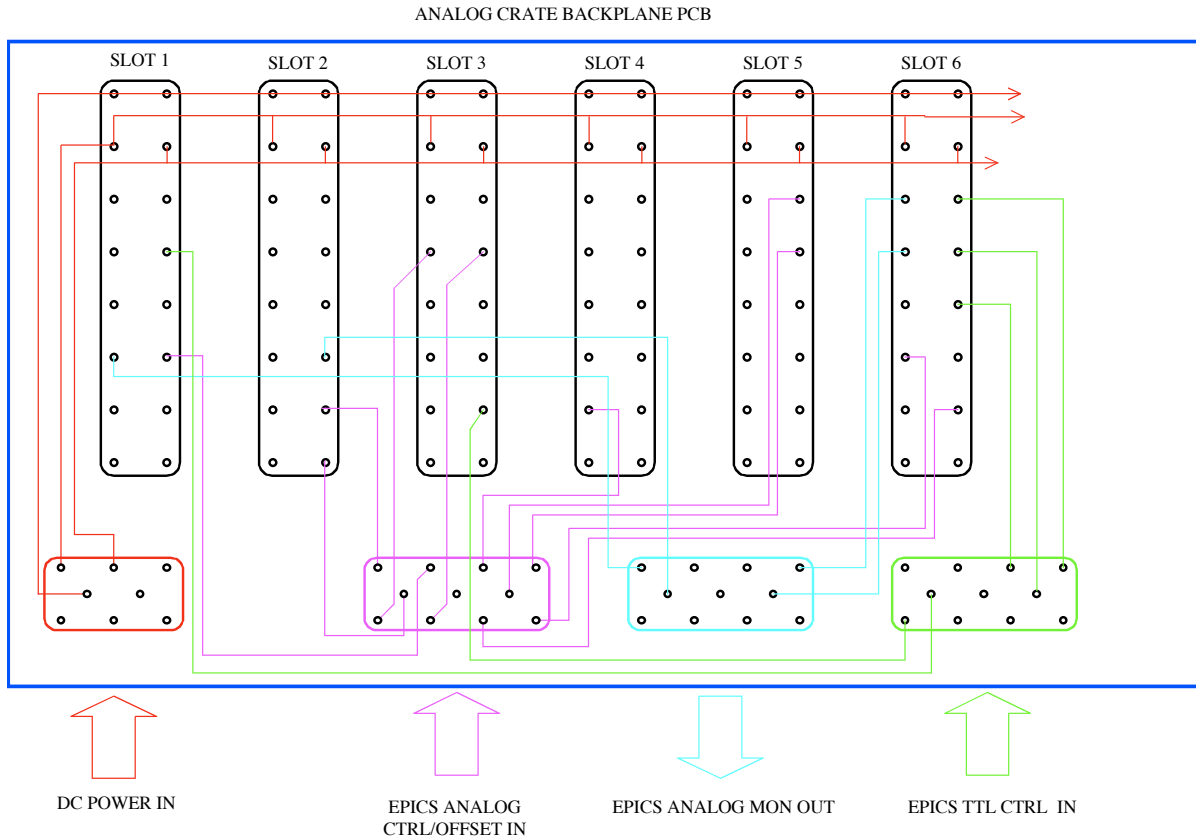 ANALOG CRATE BACKPLANE PCB
SLOT 1
SLOT 2
SLOT 3
SLOT 4
SLOT 5
SLOT 6
DC POWER IN
EPICS ANALOG
CTRL/OFFSET IN
EPICS ANALOG MON OUT
EPICS TTL CTRL IN